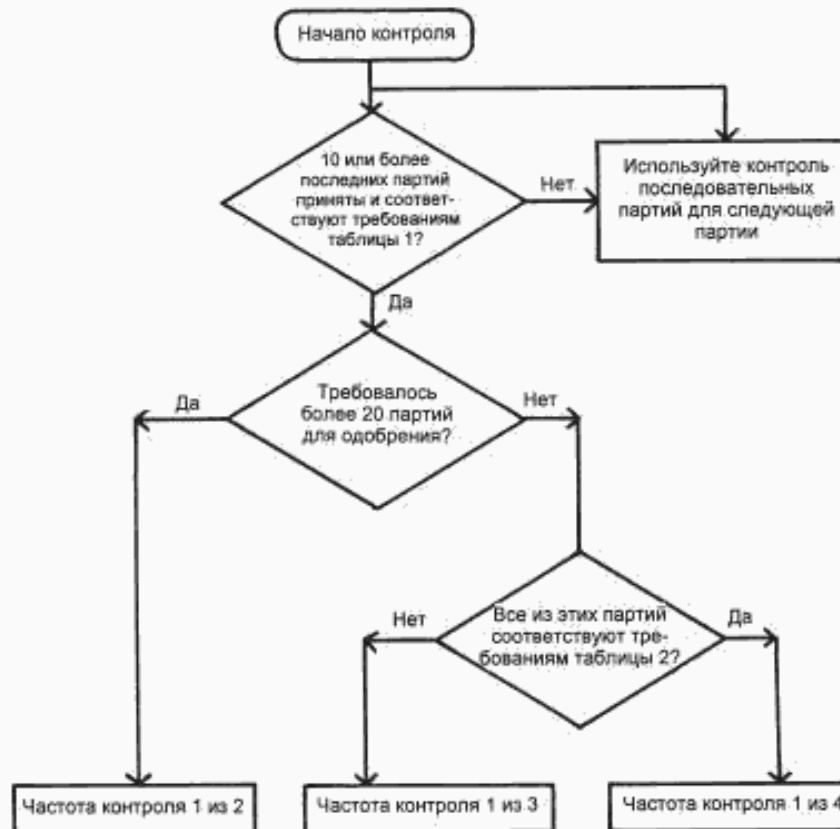 Начало контроля
10 или более
последних партий
приняты и соответ-
ствуют требованиям
таблицы 1?
Нет
Используйте контроль
последовательных
партий для следующей
партии
Да
Требовалось
более 20 партий
для одобрения?
Да
Нет
Все из этих партий
соответствуют тре-
бованиям таблицы 2?
Нет
Да
Частота контроля 1 из 2
Частота контроля 1 из 3
Частота контроля 1 из 4